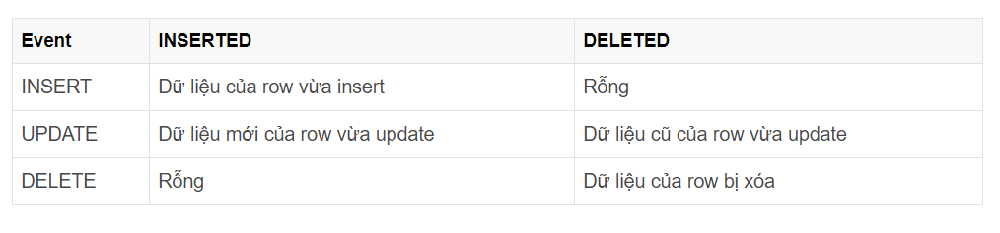 Event INSERTED DELETED
INSERT Dữ liệu của row vừa insert Rỗng
UPDATE Dữ liệu mới của row vừa update Dữ liệu cũ của row vừa update
DELETE Rỗng Dữ liệu của row bị xóa